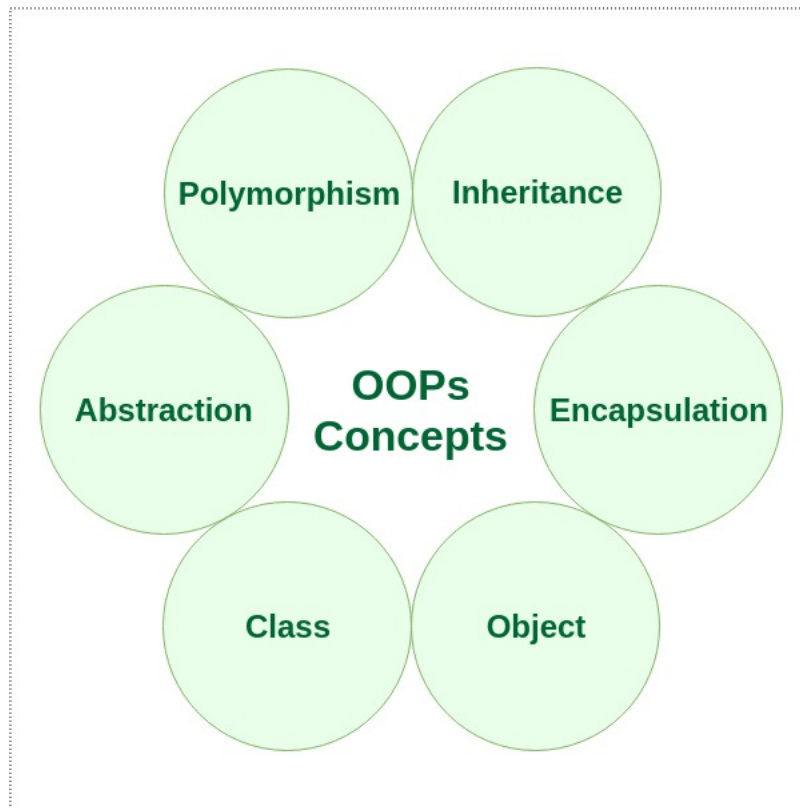 Polymorphism
Inheritance
Abstraction
OOPs
Concepts
Encapsulation
Class
Object